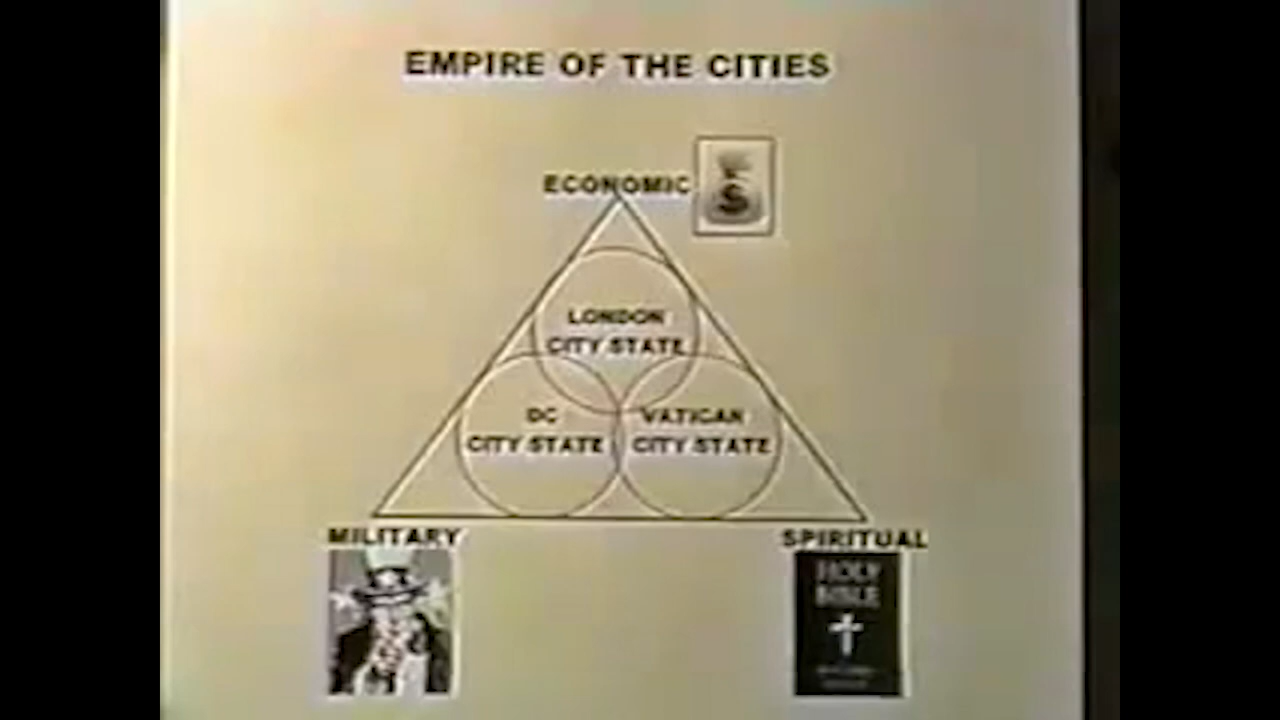 EMPIRE OF THE CITIES
ECONOMIC
$
LONDON
CITY STATE
DC
CITY STATE
VATICAN
CITY STATE
MILITARY
SPIRITUAL
HOLY
BIBLE